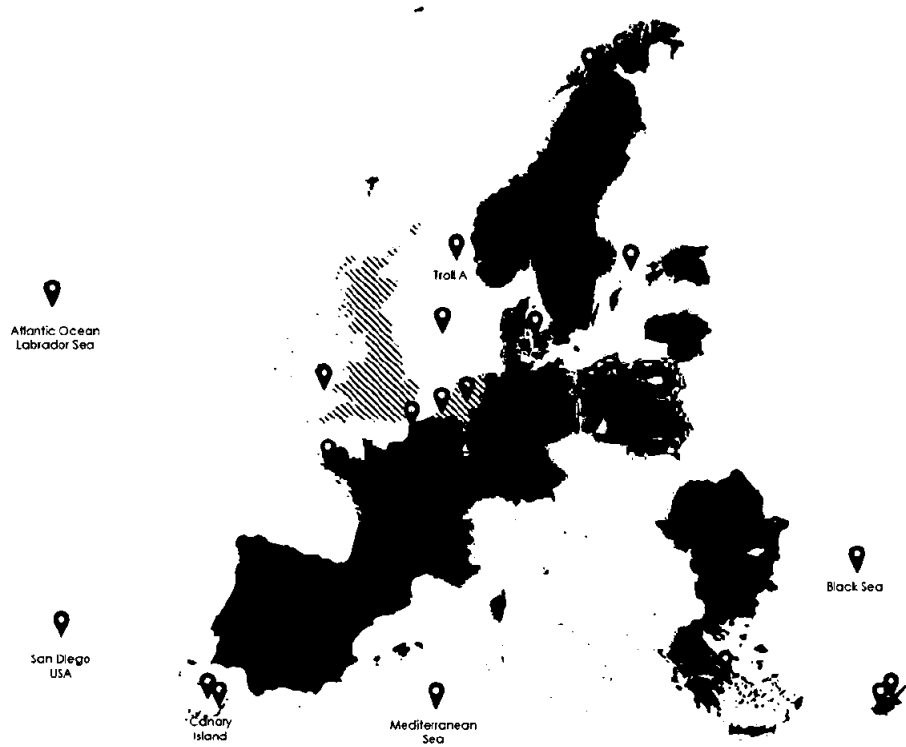 Troll A
Atlantic Ocean
Labrador Sea
Black Sea
San Diego
USA
Canary
Island
Mediterranean
Sea